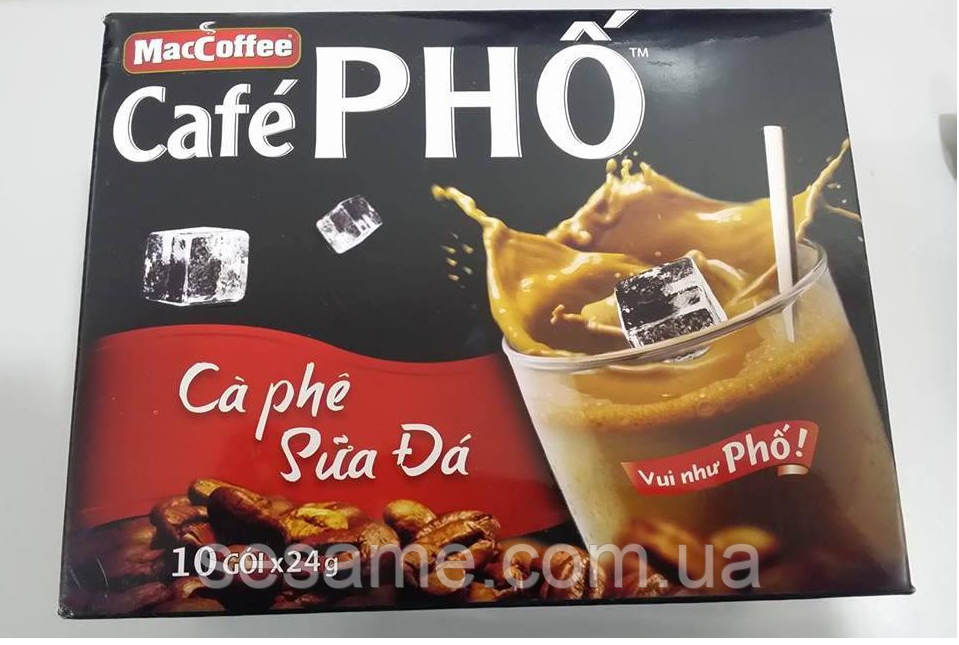 MacCoffee
Café PHỐ™
Cà phê
Sữa Đá
Vui như Phố!
10 GÓI x 24g
sesame.com.ua